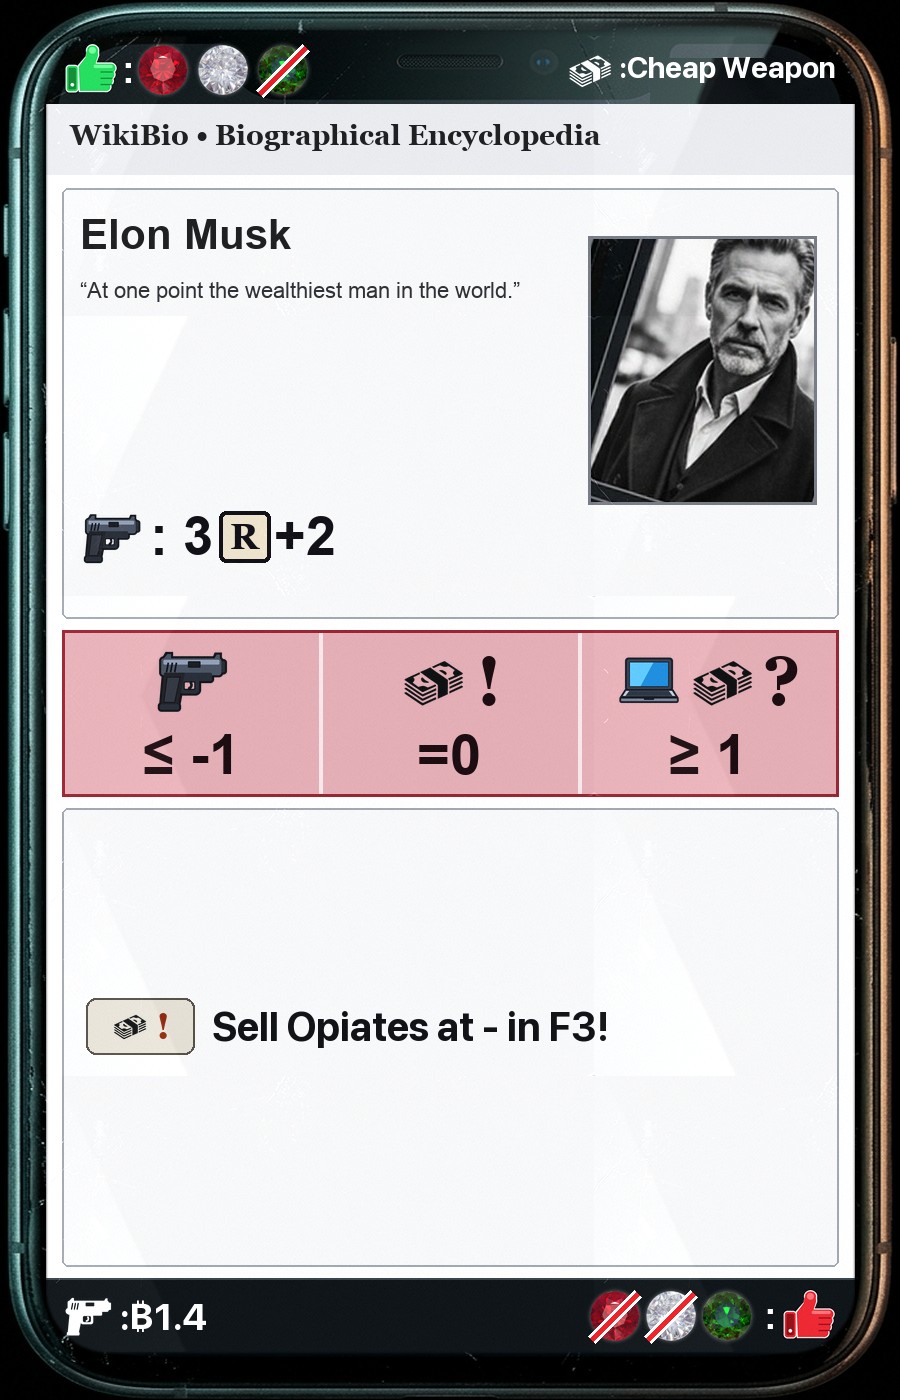 : :Cheap Weapon
WikiBio • Biographical Encyclopedia
Elon Musk
“At one point the wealthiest man in the world.”
: 3 R +2
! ?
≤ -1 =0 ≥ 1
! Sell Opiates at - in F3!
:฿1.4 :